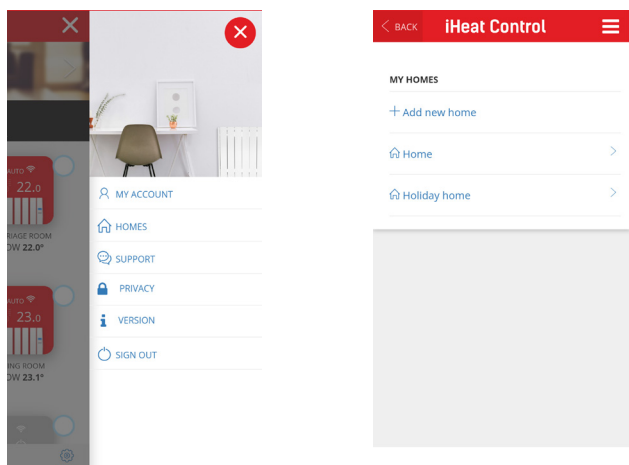 AUTO
22.0
RIAGE ROOM
OW 22.0°
AUTO
23.0
ING ROOM
OW 23.1°
MY ACCOUNT
HOMES
SUPPORT
PRIVACY
VERSION
SIGN OUT
BACK
iHeat Control
MY HOMES
Add new home
Home
Holiday home